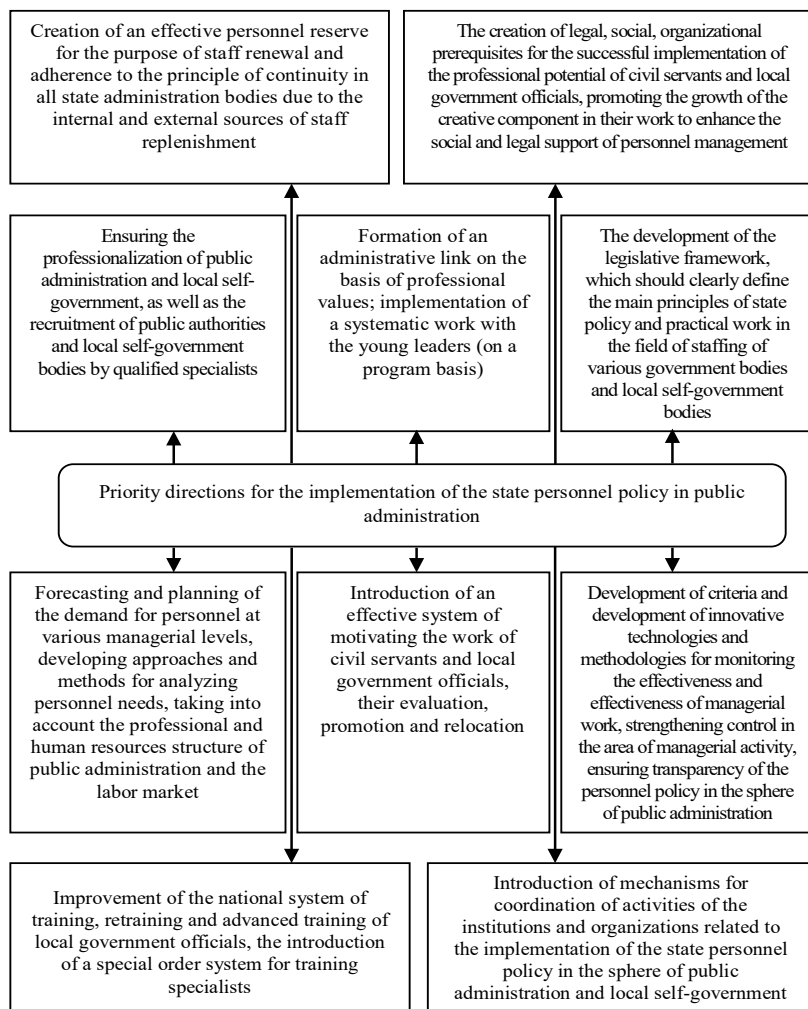 Creation of an effective personnel reserve
for the purpose of staff renewal and
adherence to the principle of continuity in
all state administration bodies due to the
internal and external sources of staff
replenishment
The creation of legal, social, organizational
prerequisites for the successful implementation of
the professional potential of civil servants and local
government officials, promoting the growth of the
creative component in their work to enhance the
social and legal support of personnel management
Ensuring the
professionalization of public
administration and local self-
government, as well as the
recruitment of public authorities
and local self-government
bodies by qualified specialists
Formation of an
administrative link on the
basis of professional
values; implementation of
a systematic work with
the young leaders (on a
program basis)
The development of the
legislative framework,
which should clearly define
the main principles of state
policy and practical work in
the field of staffing of
various government bodies
and local self-government
bodies
Priority directions for the implementation of the state personnel policy in public
administration
Forecasting and planning of
the demand for personnel at
various managerial levels,
developing approaches and
methods for analyzing
personnel needs, taking into
account the professional and
human resources structure of
public administration and the
labor market
Introduction of an
effective system of
motivating the work of
civil servants and local
government officials,
their evaluation,
promotion and relocation
Development of criteria and
development of innovative
technologies and
methodologies for monitoring
the effectiveness and
effectiveness of managerial
work, strengthening control in
the area of managerial activity,
ensuring transparency of the
personnel policy in the sphere
of public administration
Improvement of the national system of
training, retraining and advanced training of
local government officials, the introduction
of a special order system for training
specialists
Introduction of mechanisms for
coordination of activities of the
institutions and organizations related to
the implementation of the state personnel
policy in the sphere of public
administration and local self-government